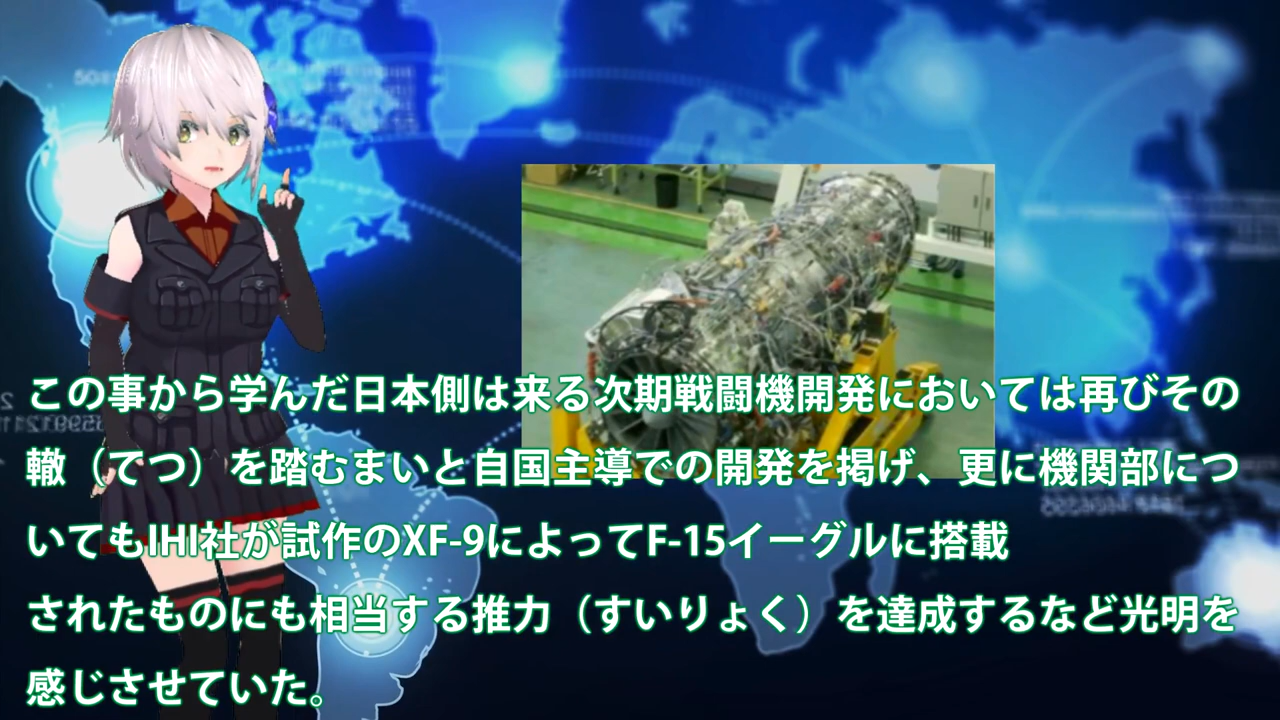 この事から学んだ日本側は来る次期戦闘機開発においては再びその
轍（てつ）を踏むまいと自国主導での開発を掲げ、更に機関部につ
いてもIHI社が試作のXF-9によってF-15イーグルに搭載
されたものにも相当する推力（すいりょく）を達成するなど光明を
感じさせていた。